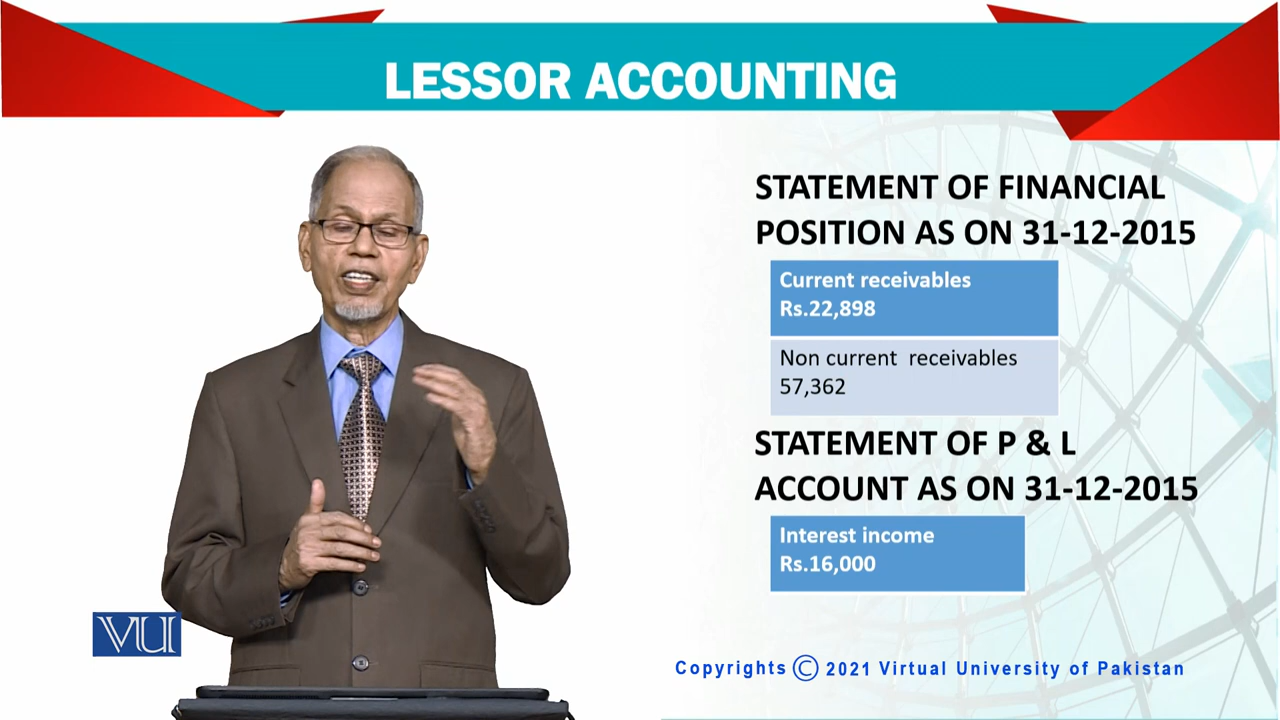 LESSOR ACCOUNTING
STATEMENT OF FINANCIAL
POSITION AS ON 31-12-2015
Current receivables
Rs.22,898
Non current receivables
57,362
STATEMENT OF P & L
ACCOUNT AS ON 31-12-2015
Interest income
Rs.16,000
VU
Copyrights © 2021 Virtual University of Pakistan